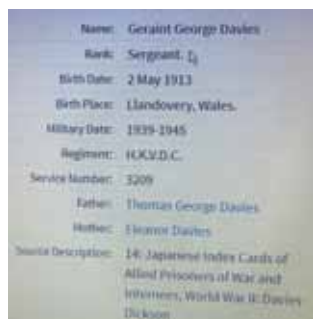 Name: Geraint George Davies
Rank: Sergeant.
Birth Date: 2 May 1913
Birth Place: Llandovery, Wales.
Military Date: 1939-1945
Regiment: H.K.V.D.C.
Service Number: 3209
Father: Thomas George Davies
Mother: Eleanor Davies
Source Description: 14: Japanese Index Cards of
Allied Prisoners of War and
Internees, World War II: Davies
Dickson